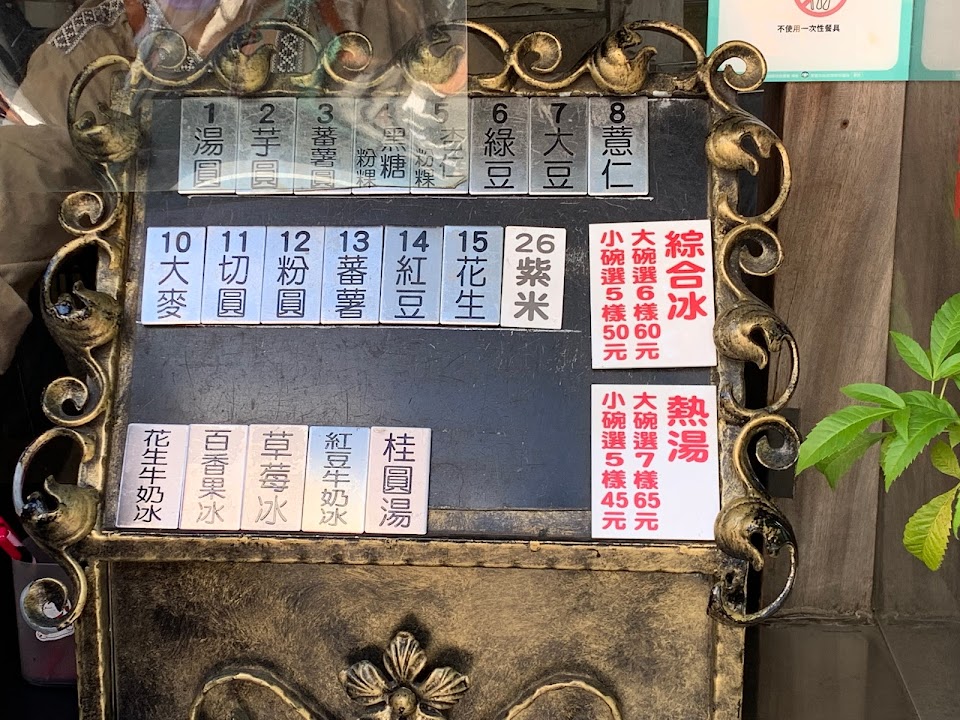 不使用一次性餐具
1 湯圓
2 芋圓
3 蕃薯圓
4 黑糖粉粿
5 杏仁粉粿
6 綠豆
7 大豆
8 薏仁
10 大麥
11 切圓
12 粉圓
13 蕃薯
14 紅豆
15 花生
26 紫米
綜合冰
大碗選6樣60元
小碗選5樣50元
熱湯
大碗選7樣65元
小碗選5樣45元
花生牛奶冰
百香果冰
草莓冰
紅豆牛奶冰
桂圓湯